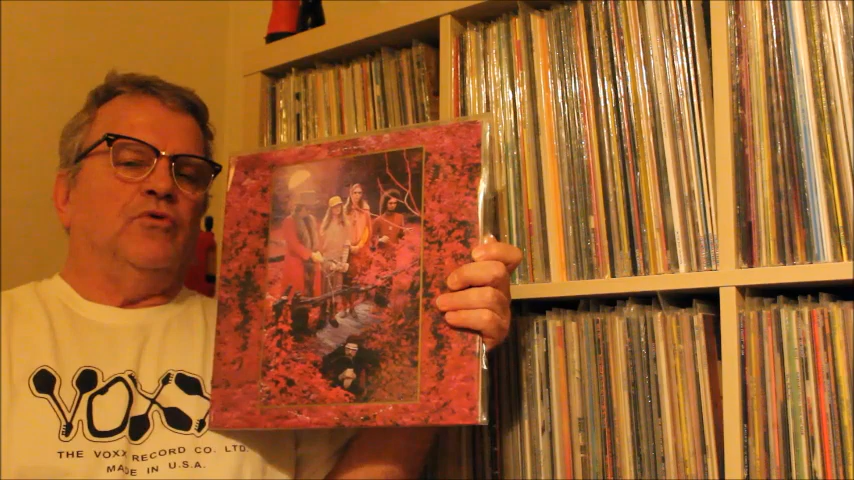 VOXX
THE VOXX RECORD CO. LTD.
MADE IN U.S.A.